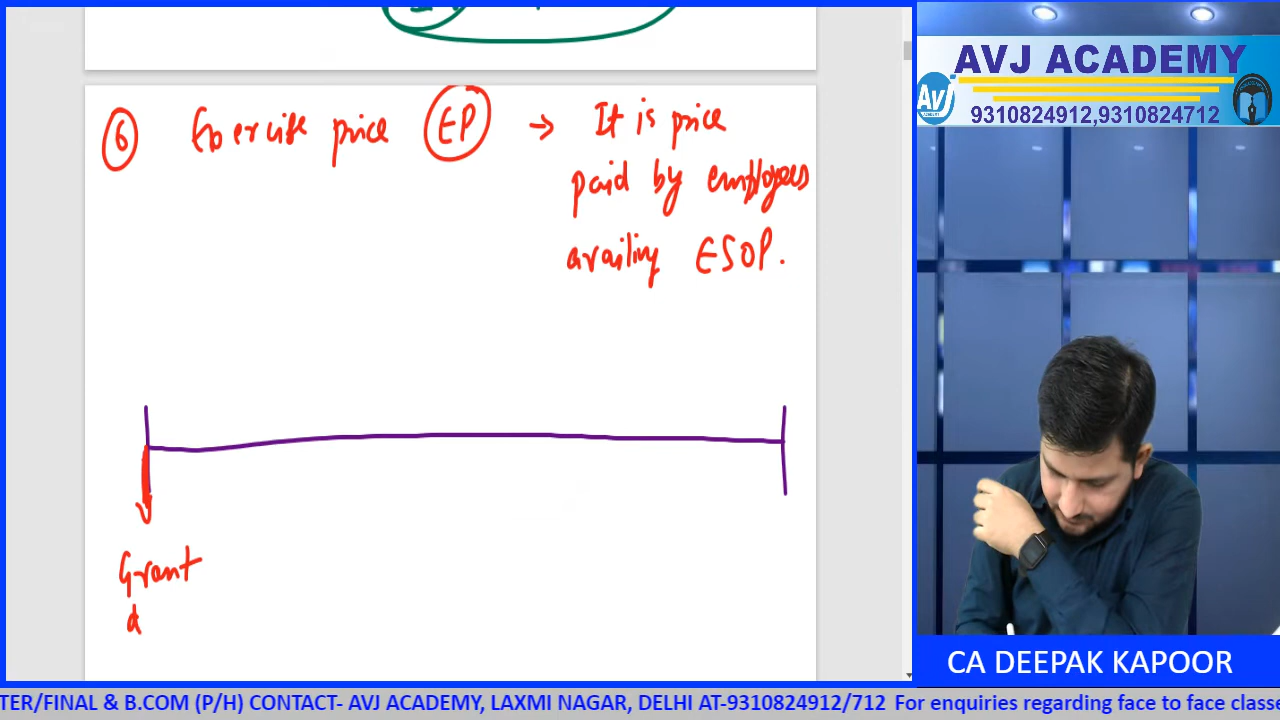 AVJ ACADEMY
AVJ
ACADEMY
9310824912,9310824712
6 Exercise price EP → It is price
paid by employees
availing ESOP.
Grant
d
CA DEEPAK KAPOOR
TER/FINAL & B.COM (P/H) CONTACT- AVJ ACADEMY, LAXMI NAGAR, DELHI AT-9310824912/712 For enquiries regarding face to face classe